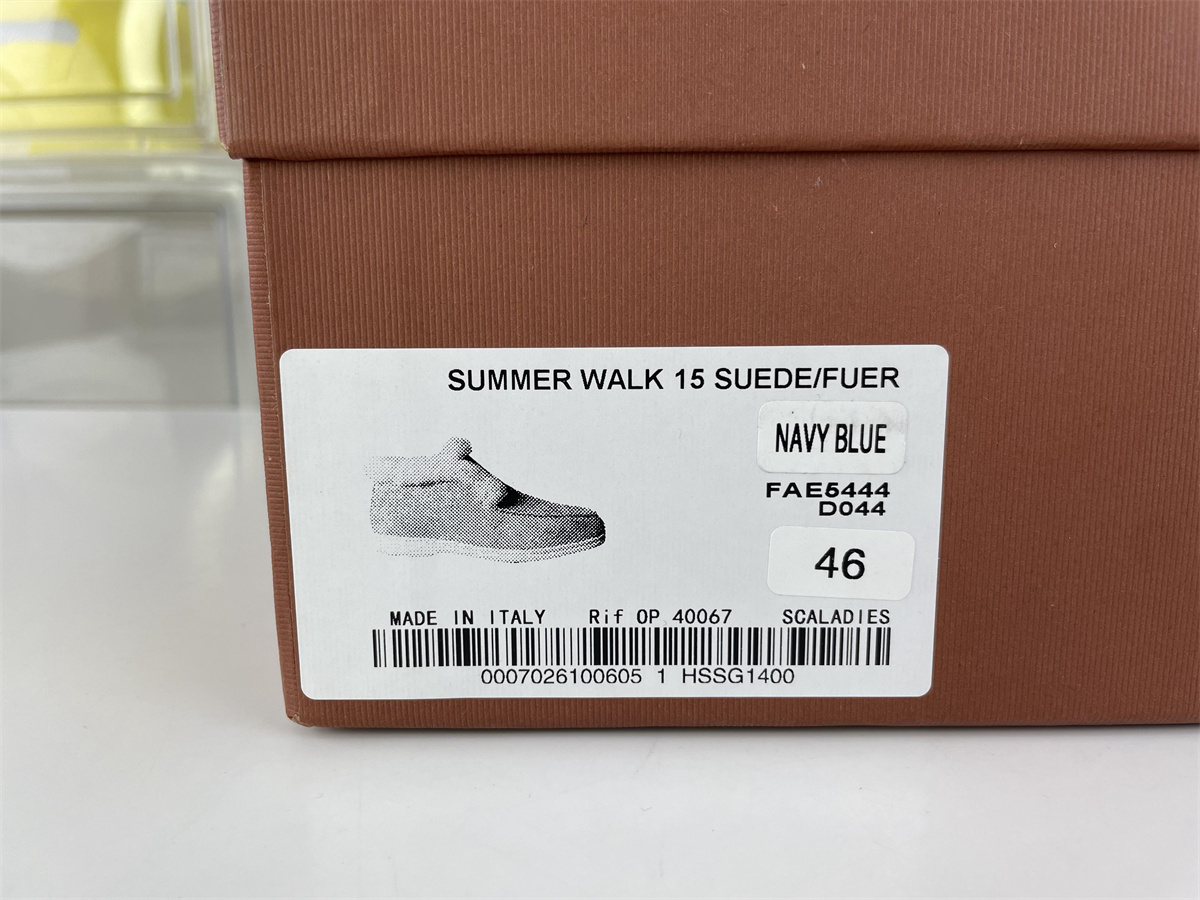 SUMMER WALK 15 SUEDE/FUER
NAVY BLUE
FAE5444
D044
46
MADE IN ITALY Rif OP 40067 SCALADIES
0007026100605 1 HSSG1400